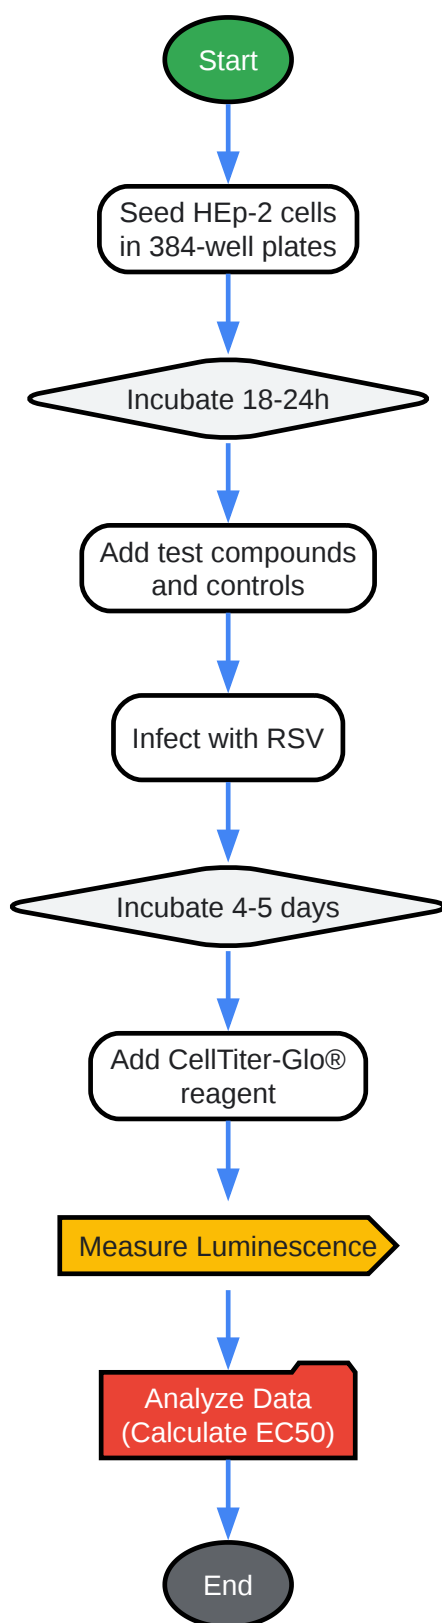 Start
Seed HEp-2 cells
in 384-well plates
Incubate 18-24h
Add test compounds
and controls
Infect with RSV
Incubate 4-5 days
Add CellTiter-Glo®
reagent
Measure Luminescence
Analyze Data
(Calculate EC50)
End